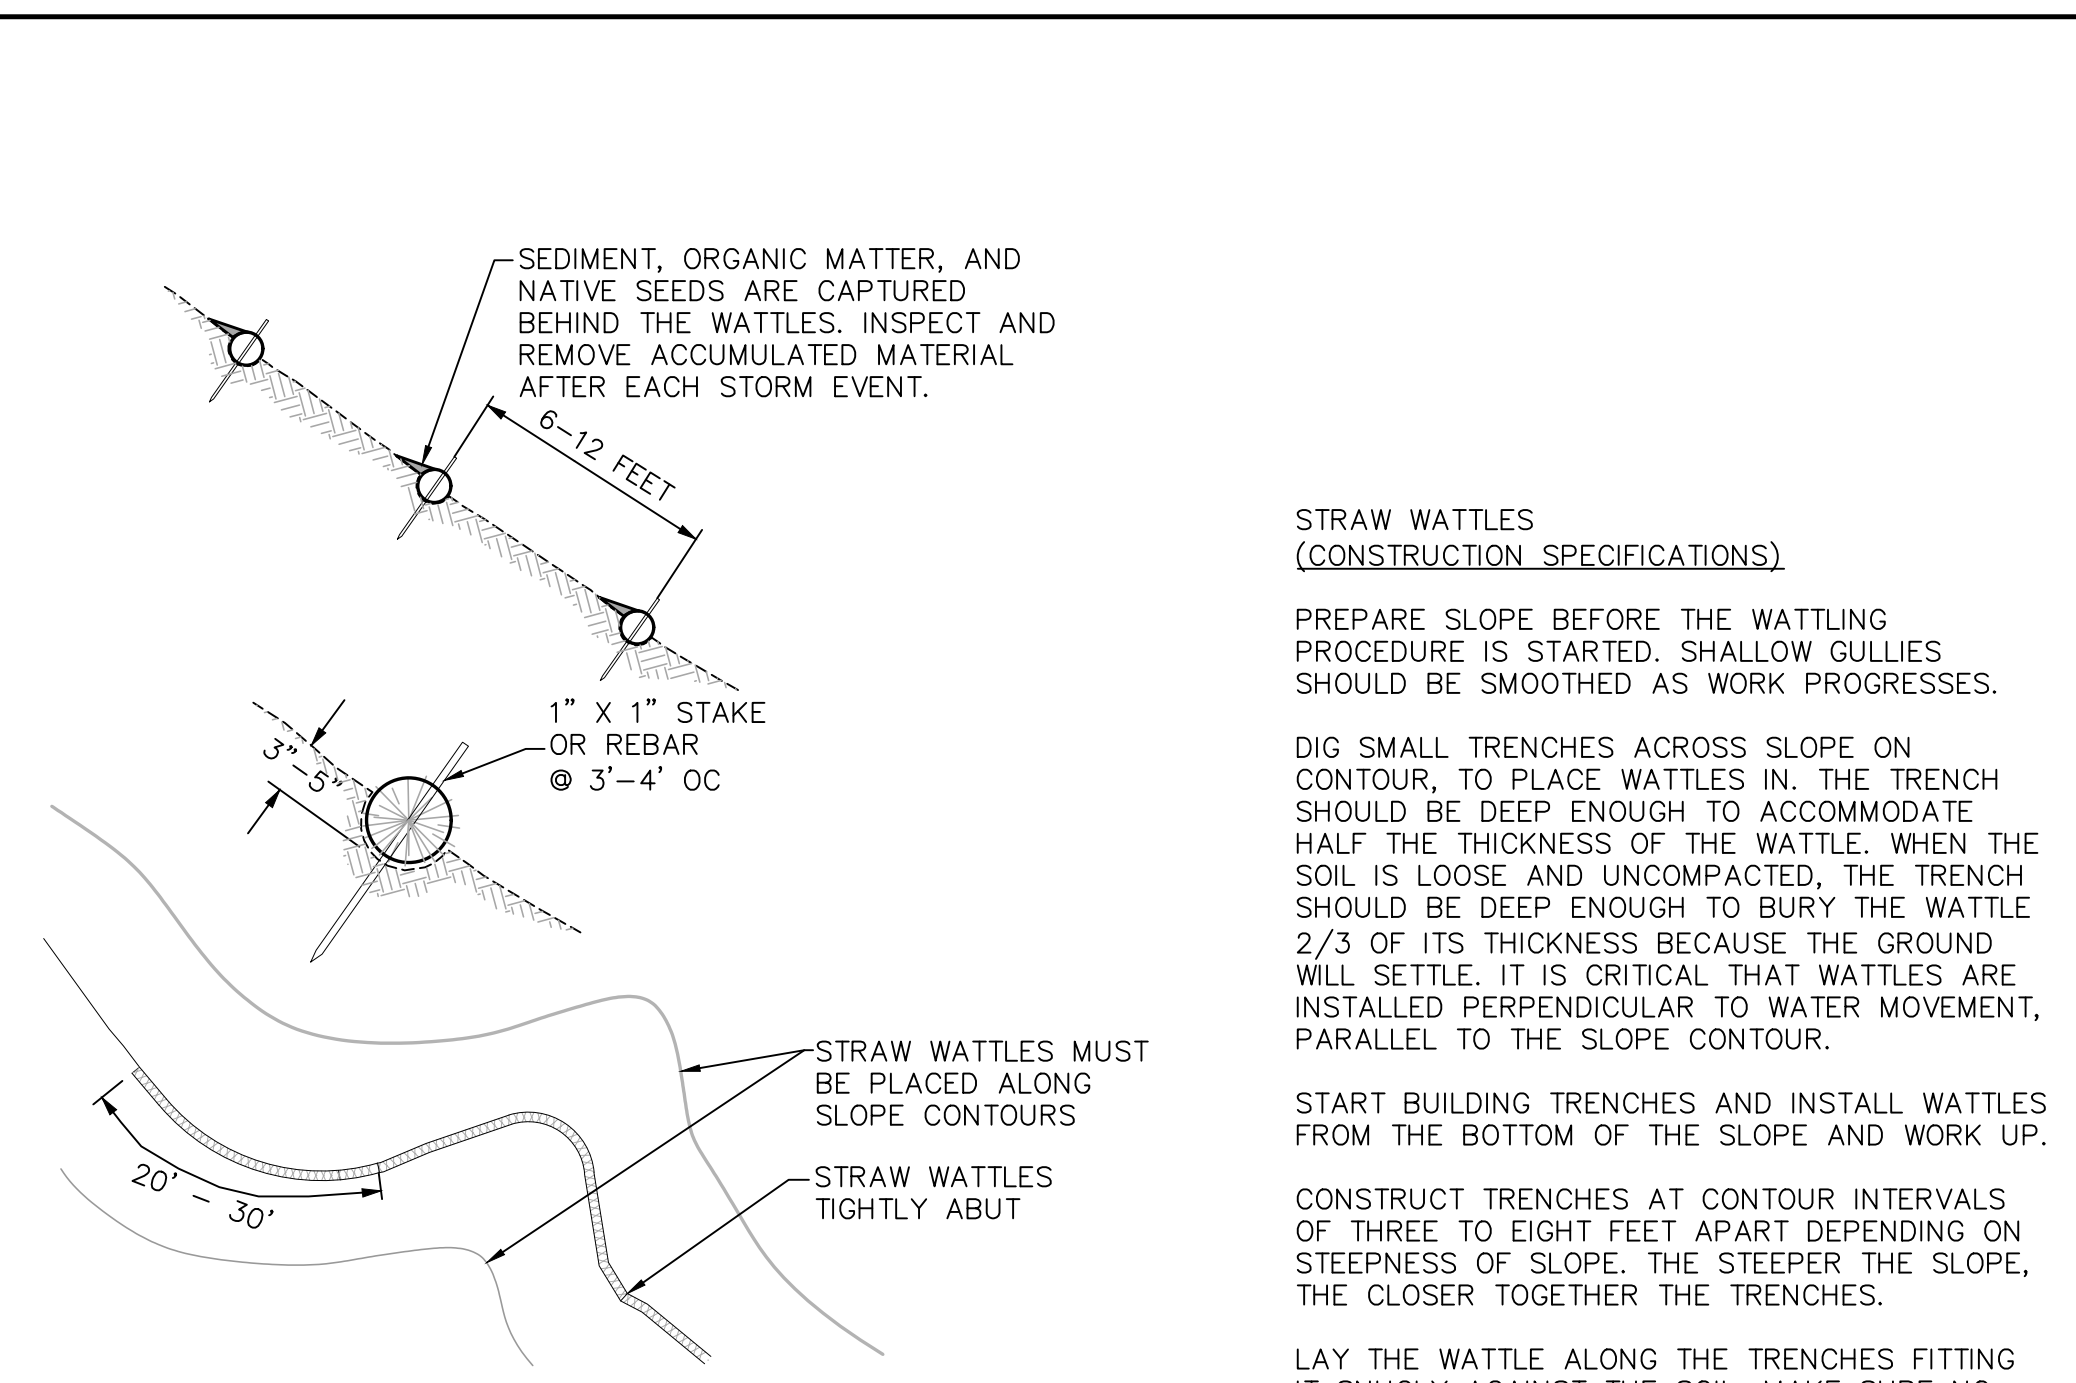 SEDIMENT, ORGANIC MATTER, AND
NATIVE SEEDS ARE CAPTURED
BEHIND THE WATTLES. INSPECT AND
REMOVE ACCUMULATED MATERIAL
AFTER EACH STORM EVENT.
6–12 FEET
1” X 1” STAKE
OR REBAR
@ 3’–4’ OC
3”–5”
STRAW WATTLES MUST
BE PLACED ALONG
SLOPE CONTOURS
STRAW WATTLES
TIGHTLY ABUT
20’ – 30’
STRAW WATTLES
(CONSTRUCTION SPECIFICATIONS)
PREPARE SLOPE BEFORE THE WATTLING
PROCEDURE IS STARTED. SHALLOW GULLIES
SHOULD BE SMOOTHED AS WORK PROGRESSES.
DIG SMALL TRENCHES ACROSS SLOPE ON
CONTOUR, TO PLACE WATTLES IN. THE TRENCH
SHOULD BE DEEP ENOUGH TO ACCOMMODATE
HALF THE THICKNESS OF THE WATTLE. WHEN THE
SOIL IS LOOSE AND UNCOMPACTED, THE TRENCH
SHOULD BE DEEP ENOUGH TO BURY THE WATTLE
2/3 OF ITS THICKNESS BECAUSE THE GROUND
WILL SETTLE. IT IS CRITICAL THAT WATTLES ARE
INSTALLED PERPENDICULAR TO WATER MOVEMENT,
PARALLEL TO THE SLOPE CONTOUR.
START BUILDING TRENCHES AND INSTALL WATTLES
FROM THE BOTTOM OF THE SLOPE AND WORK UP.
CONSTRUCT TRENCHES AT CONTOUR INTERVALS
OF THREE TO EIGHT FEET APART DEPENDING ON
STEEPNESS OF SLOPE. THE STEEPER THE SLOPE,
THE CLOSER TOGETHER THE TRENCHES.
LAY THE WATTLE ALONG THE TRENCHES FITTING